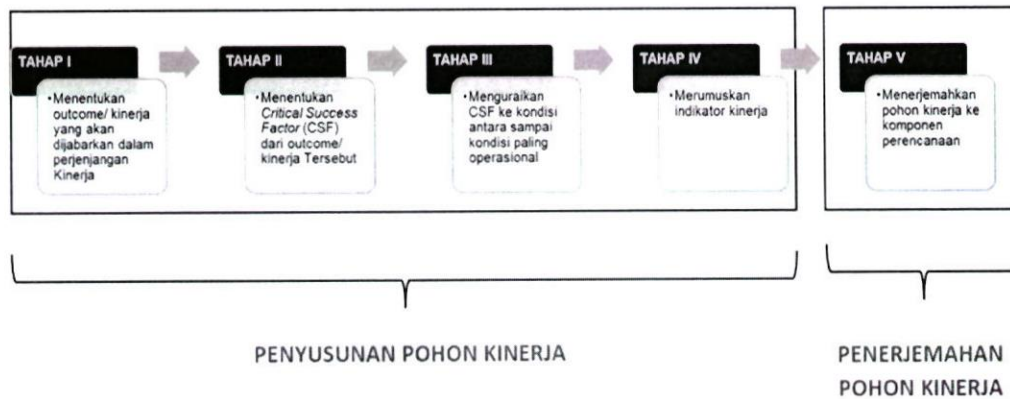 TAHAP I
•Menentukan
outcome/ kinerja
yang akan
dijabarkan dalam
perjenjangan
Kinerja
TAHAP II
•Menentukan
Critical Success
Factor (CSF)
dari outcome/
kinerja Tersebut
TAHAP III
•Menguraikan
CSF ke kondisi
antara sampai
kondisi paling
operasional
TAHAP IV
•Merumuskan
indikator kinerja
TAHAP V
•Menerjemahkan
pohon kinerja ke
komponen
perencanaan
PENYUSUNAN POHON KINERJA
PENERJEMAHAN
POHON KINERJA